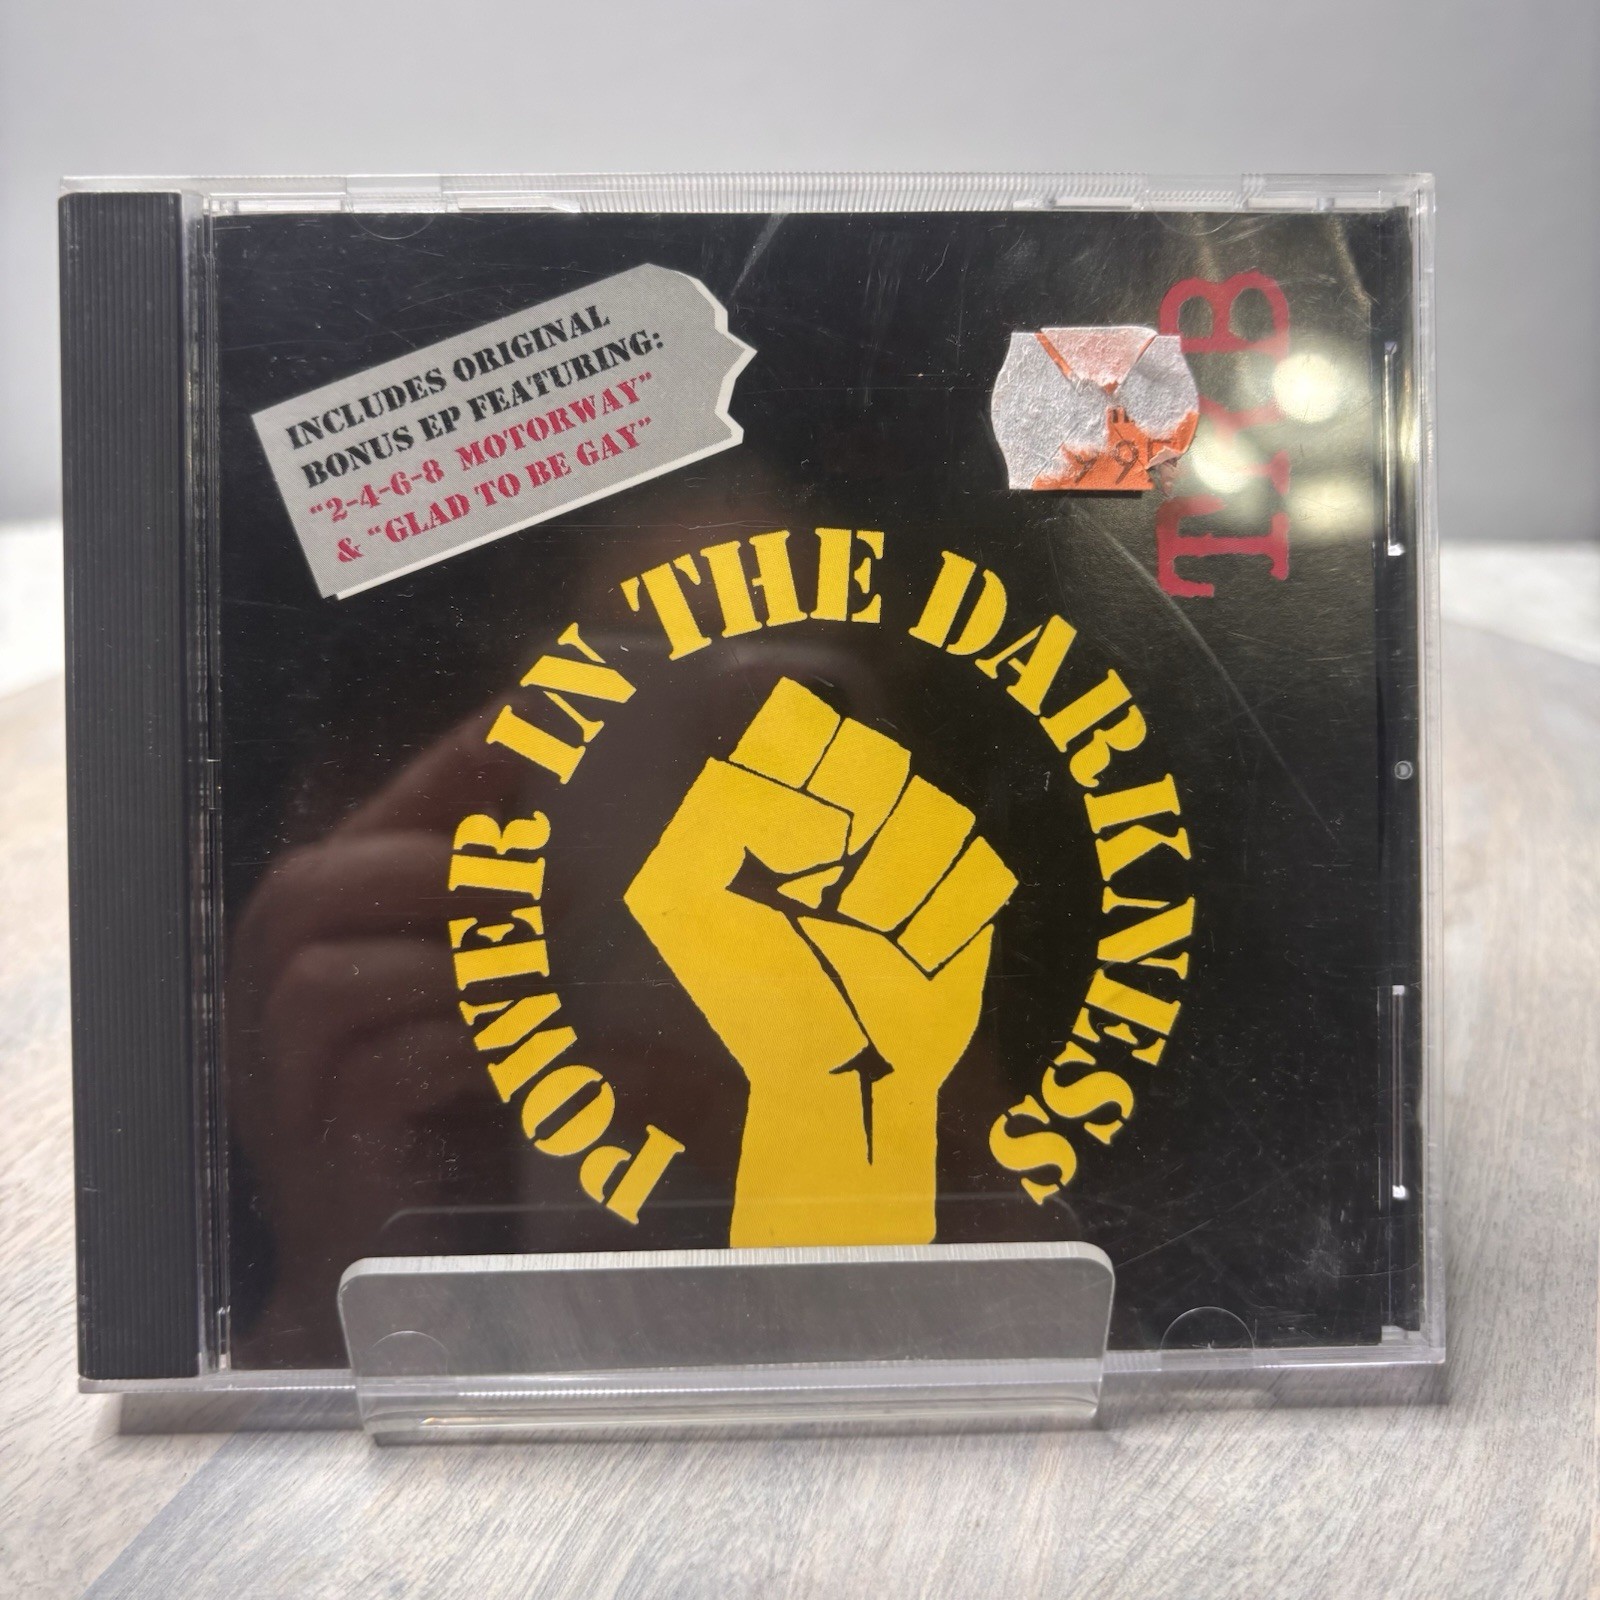 INCLUDES ORIGINAL
BONUS EP FEATURING:
"2-4-6-8 MOTORWAY"
& "GLAD TO BE GAY"
TRB
POWER IN THE DARKNESS